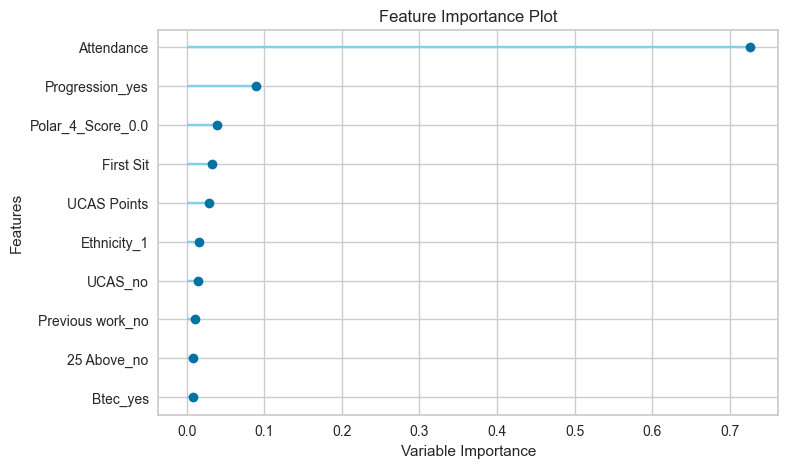 Feature Importance Plot
Attendance
Progression_yes
Polar_4_Score_0.0
First Sit
UCAS Points
Ethnicity_1
UCAS_no
Previous work_no
25 Above_no
Btec_yes
Features
0.0 0.1 0.2 0.3 0.4 0.5 0.6 0.7
Variable Importance